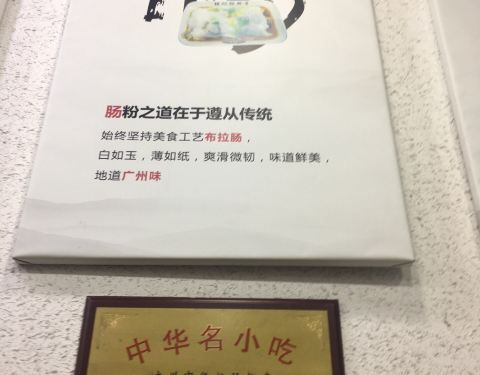 肠粉之道在于遵从传统
始终坚持美食工艺布拉肠，
白如玉，薄如纸，爽滑微韧，味道鲜美，
地道广州味
中华名小吃